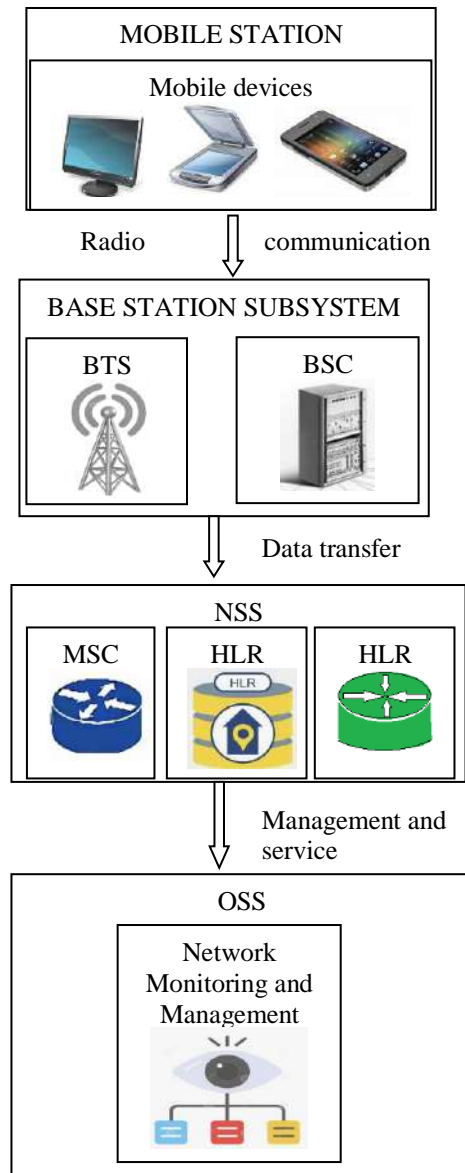 MOBILE STATION
Mobile devices
Radio communication
BASE STATION SUBSYSTEM
BTS
BSC
Data transfer
NSS
MSC
HLR
HLR
HLR
Management and
service
OSS
Network
Monitoring and
Management